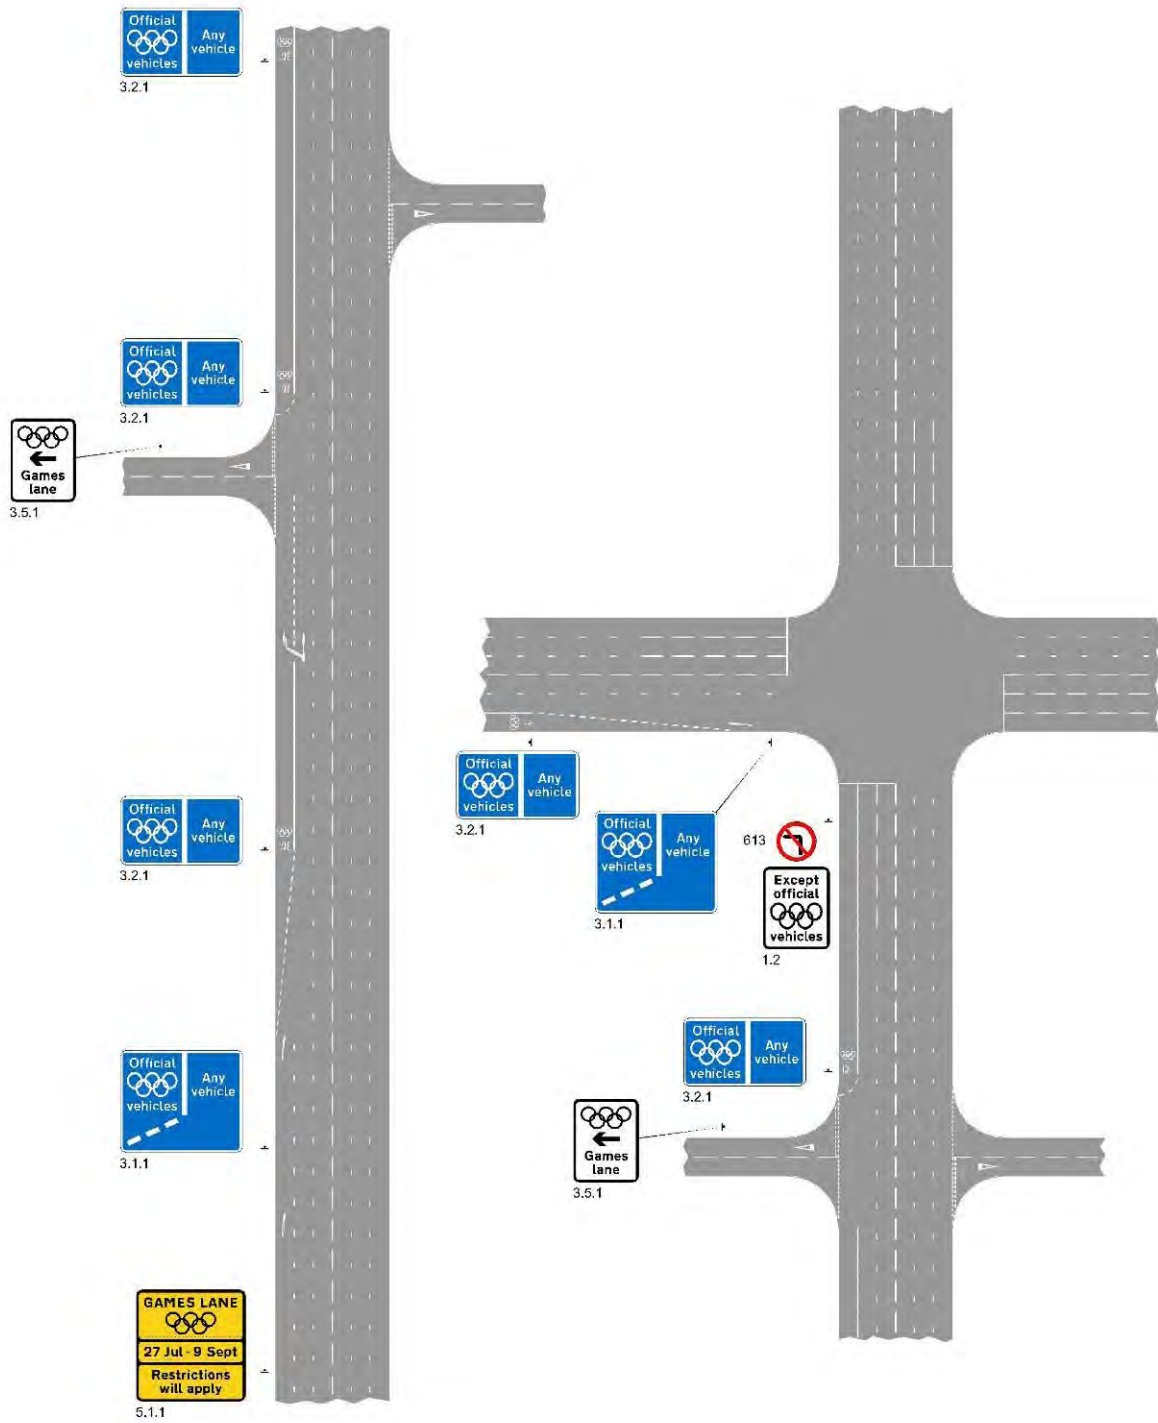 Official
vehicles
Any
vehicle
3.2.1
Official
vehicles
Any
vehicle
3.2.1
Games
lane
3.5.1
Official
vehicles
Any
vehicle
3.2.1
Official
vehicles
Any
vehicle
3.1.1
GAMES LANE
27 Jul - 9 Sept
Restrictions
will apply
5.1.1
Official
vehicles
Any
vehicle
3.2.1
Official
vehicles
Any
vehicle
3.1.1
613
Except
official
vehicles
1.2
Official
vehicles
Any
vehicle
3.2.1
Games
lane
3.5.1